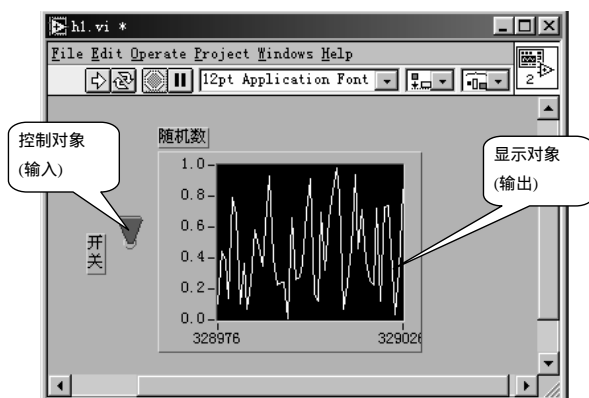 h1.vi *
File Edit Operate Project Windows Help
12pt Application Font
2
控制对象
(输入)
随机数
显示对象
(输出)
开
关
1.0
0.8
0.6
0.4
0.2
0.0
328976
329026